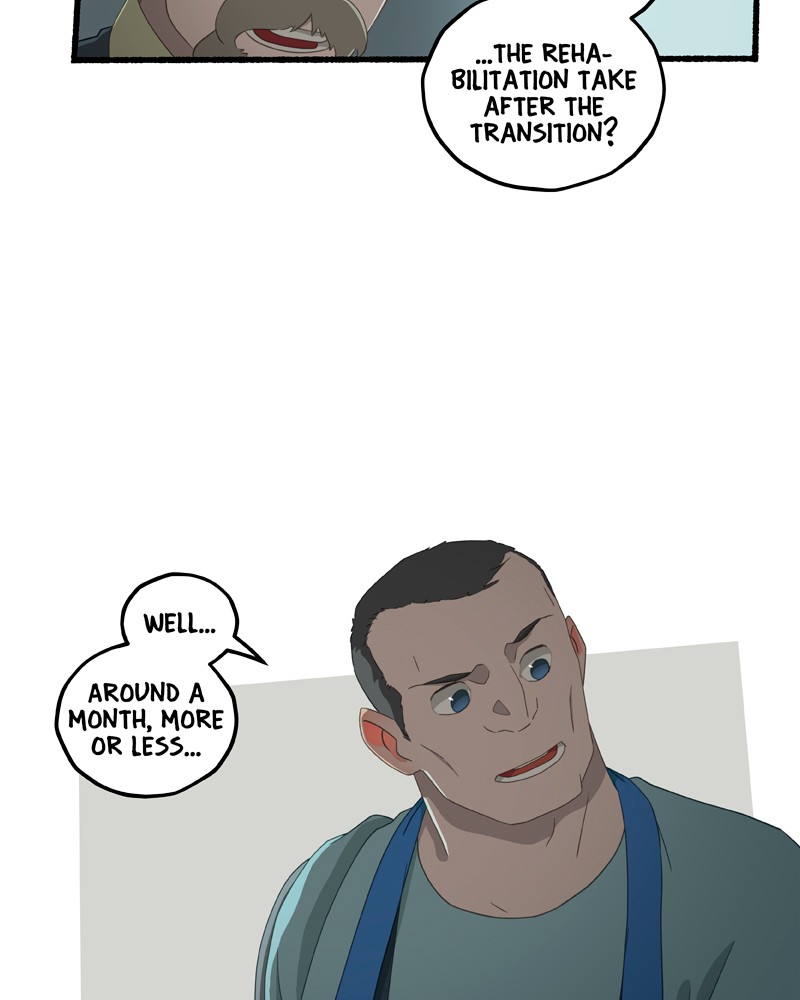 ...THE REHA-
BILITATION TAKE
AFTER THE
TRANSITION?
WELL...
AROUND A
MONTH, MORE
OR LESS...